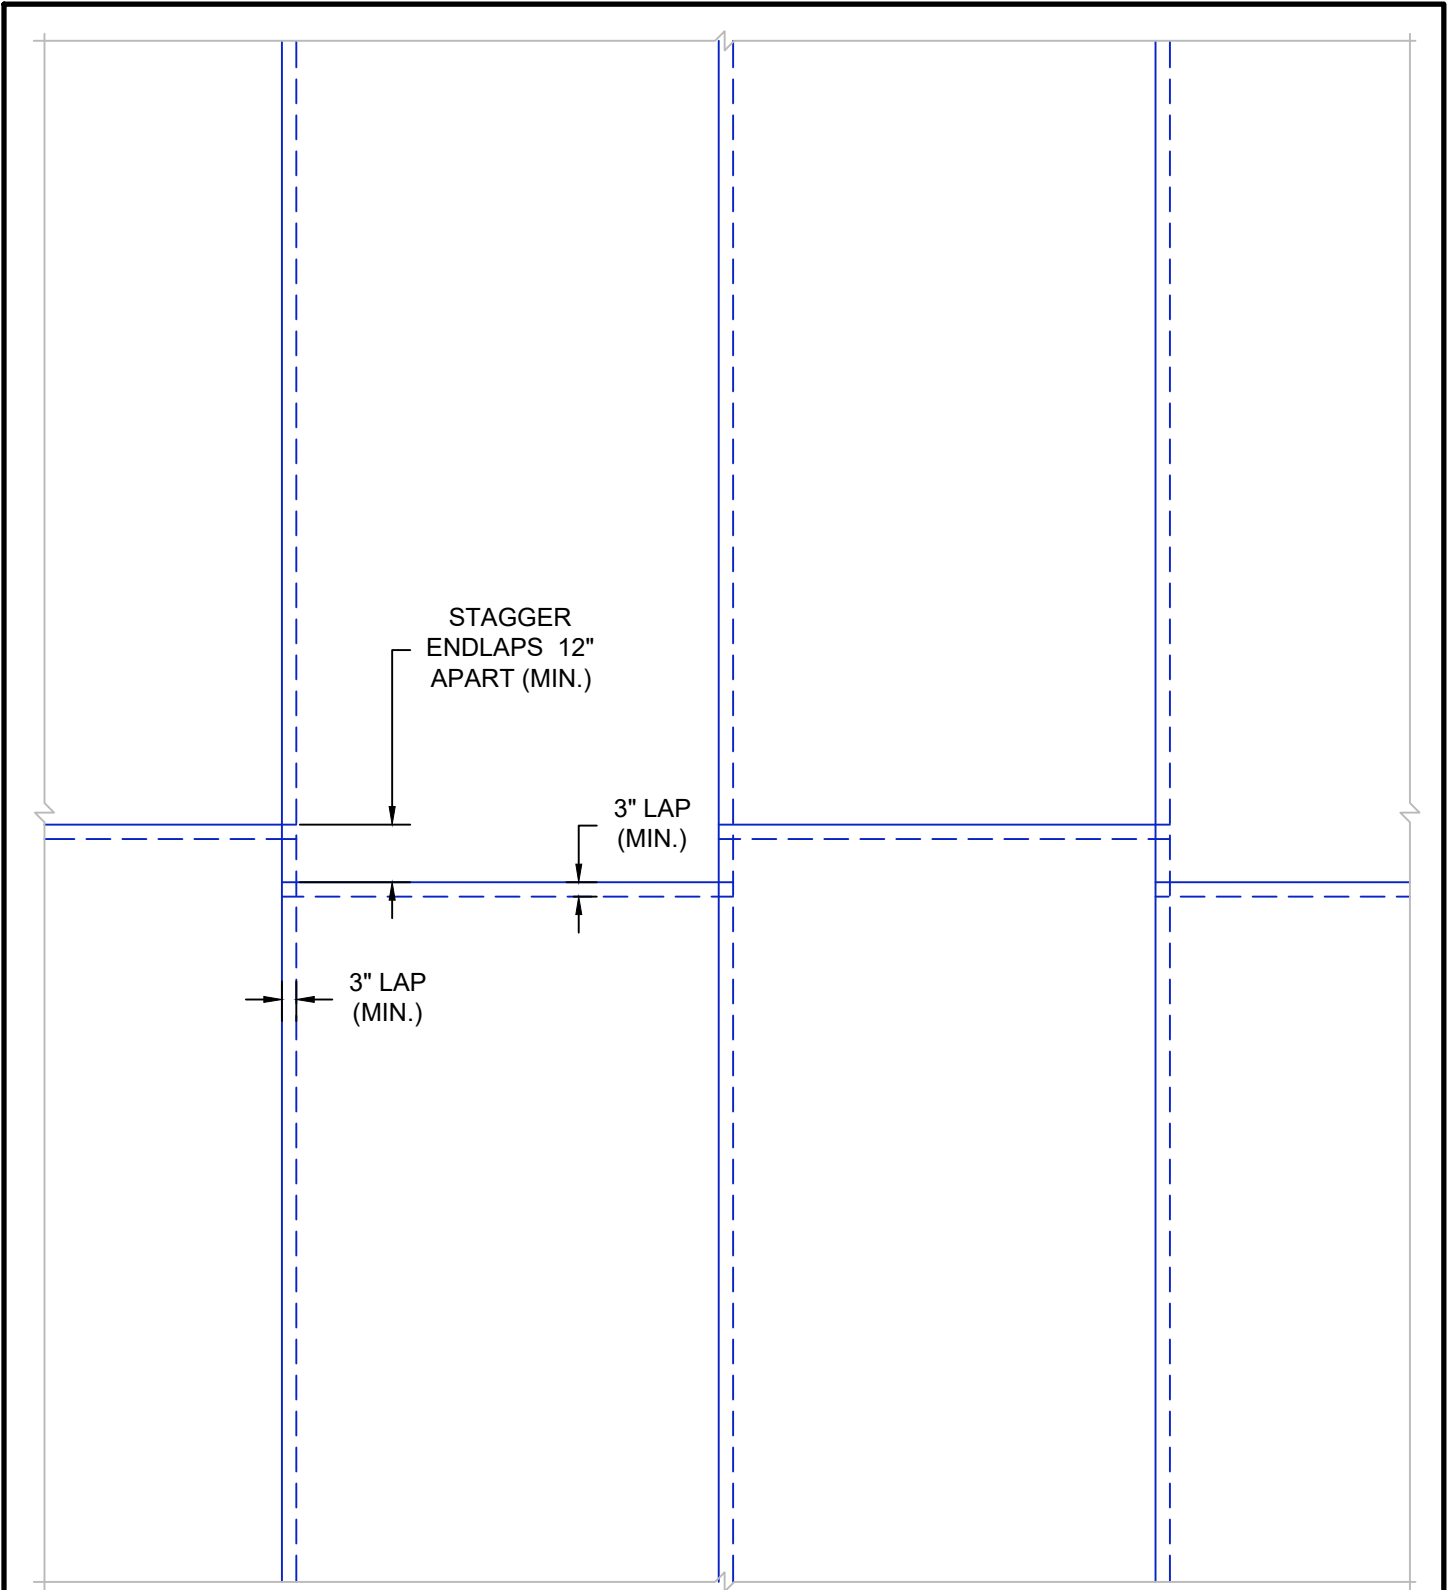 STAGGER
ENDLAPS 12"
APART (MIN.)
3" LAP
(MIN.)
3" LAP
(MIN.)